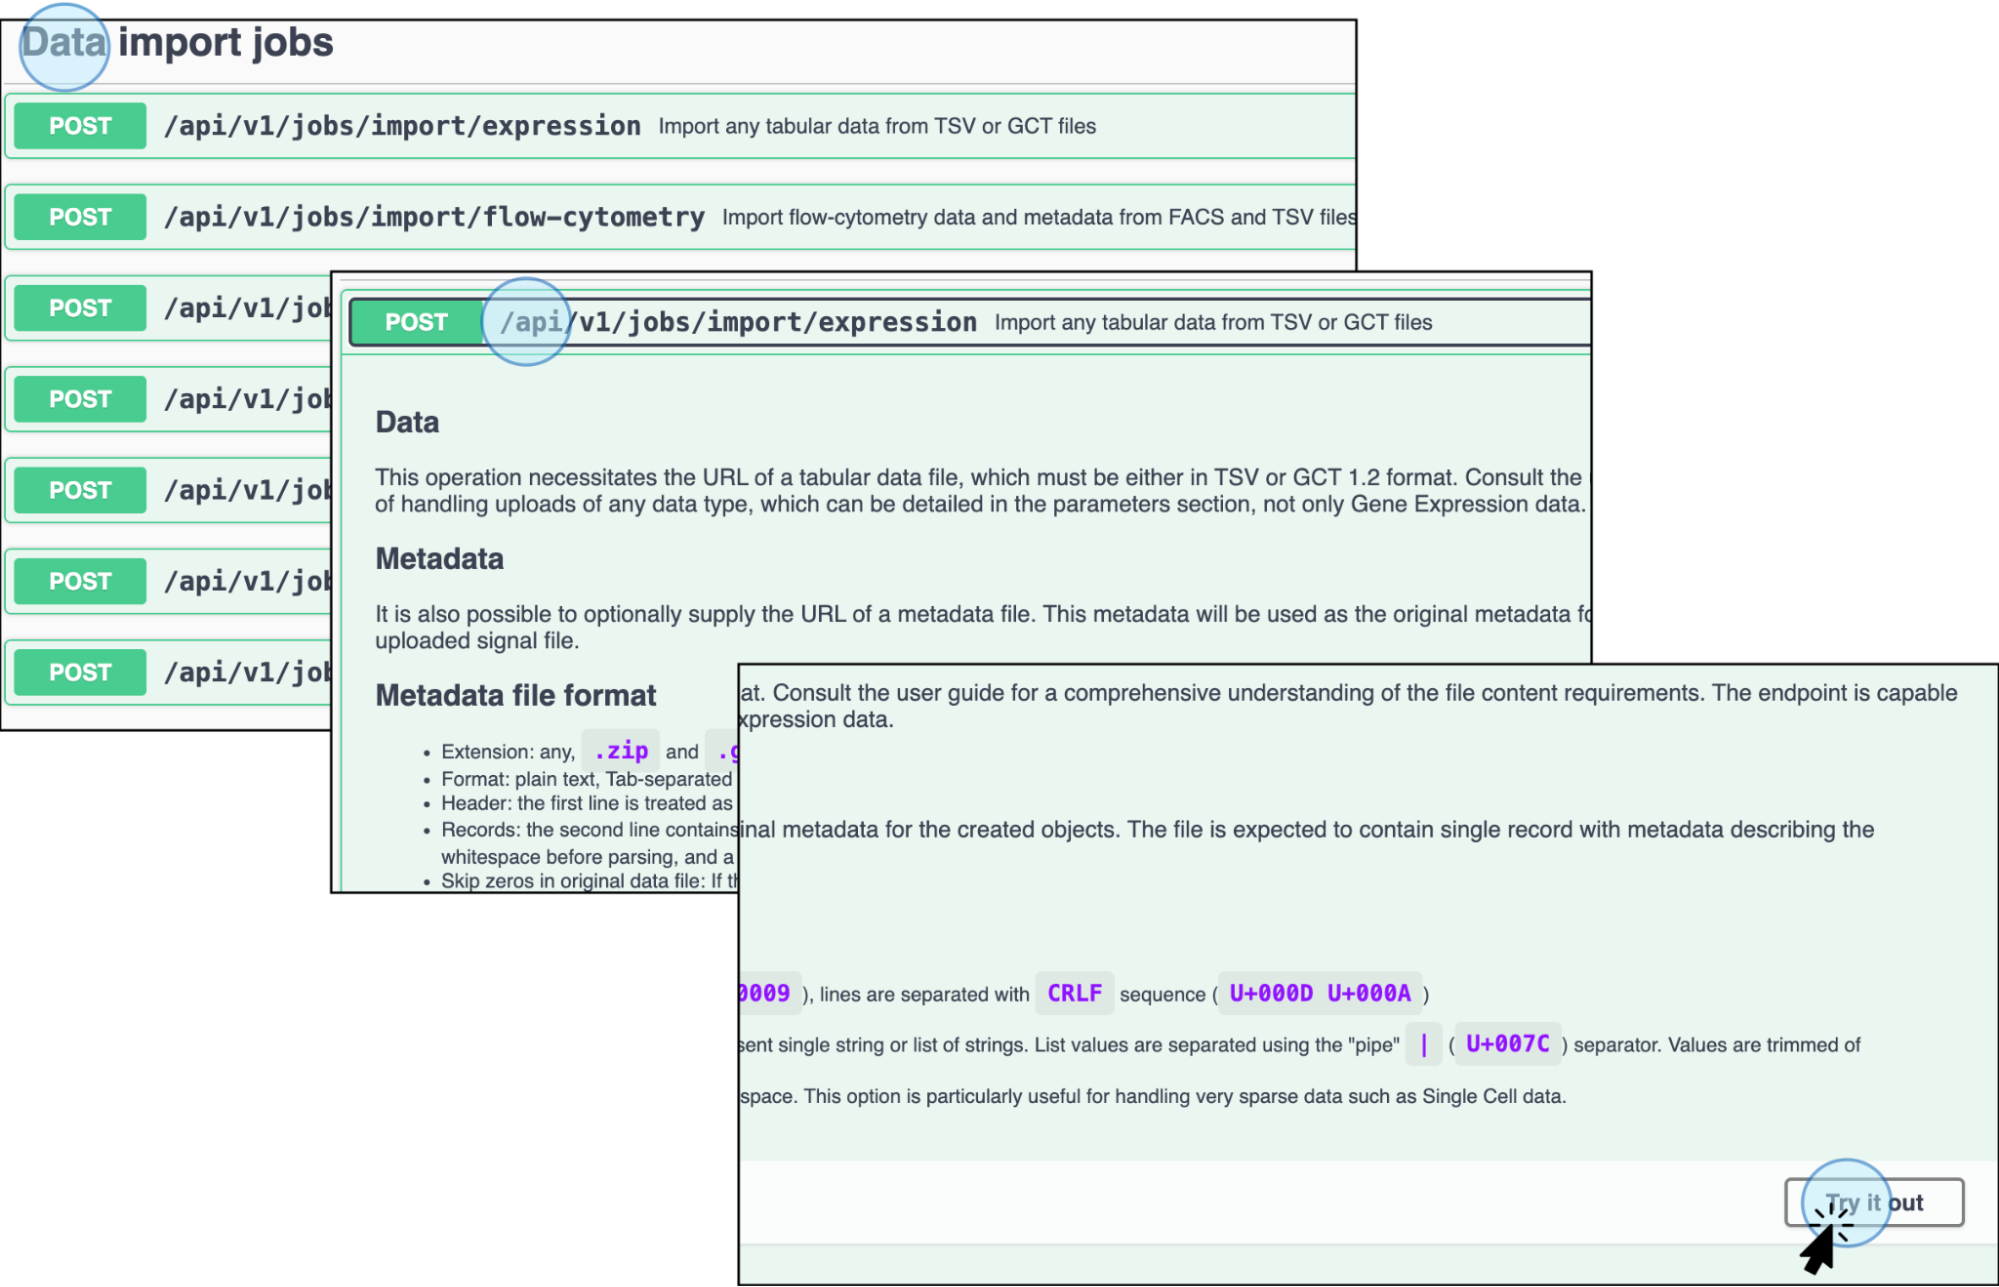 Data import jobs
POST /api/v1/jobs/import/expression Import any tabular data from TSV or GCT files
POST /api/v1/jobs/import/flow-cytometry Import flow-cytometry data and metadata from FACS and TSV files
POST /api/v1/job
POST /api/v1/job
POST /api/v1/job
POST /api/v1/job
POST /api/v1/job
POST /api/v1/jobs/import/expression Import any tabular data from TSV or GCT files
Data
This operation necessitates the URL of a tabular data file, which must be either in TSV or GCT 1.2 format. Consult the
of handling uploads of any data type, which can be detailed in the parameters section, not only Gene Expression data.
Metadata
It is also possible to optionally supply the URL of a metadata file. This metadata will be used as the original metadata fo
uploaded signal file.
Metadata file format
• Extension: any, .zip and .g
• Format: plain text, Tab-separated
• Header: the first line is treated as
• Records: the second line contains
whitespace before parsing, and a
• Skip zeros in original data file: If th
at. Consult the user guide for a comprehensive understanding of the file content requirements. The endpoint is capable
xpression data.
inal metadata for the created objects. The file is expected to contain single record with metadata describing the
0009 ), lines are separated with CRLF sequence ( U+000D U+000A )
sent single string or list of strings. List values are separated using the "pipe" | ( U+007C ) separator. Values are trimmed of
space. This option is particularly useful for handling very sparse data such as Single Cell data.
Try it out